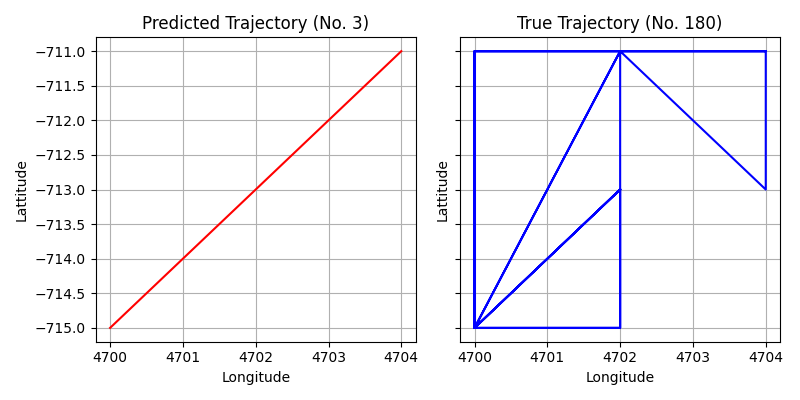 Predicted Trajectory (No. 3)
−711.0
−711.5
−712.0
−712.5
−713.0
−713.5
−714.0
−714.5
−715.0
Lattitude
4700 4701 4702 4703 4704
Longitude
True Trajectory (No. 180)
Lattitude
4700 4701 4702 4703 4704
Longitude